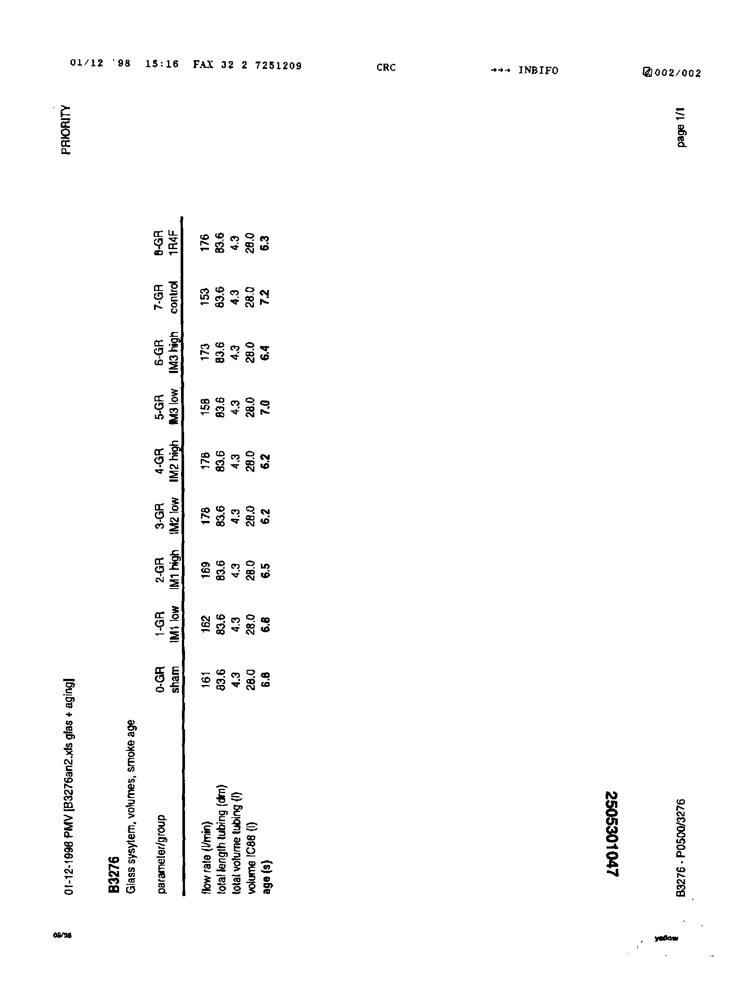 01/12 '98 15:16 FAX 32 2 7251209 CRC →→→ INBIFO 002/002
01-12-1998 PMV [B3276an2.xls glas + aging] PRIORITY
B3276
Glass sysytem, volumes, smoke age
parameter/group 0-GR 1-GR 2-GR 3-GR 4-GR 5-GR 6-GR 7-GR 8-GR
sham IM1 low IM1 high IM2 low IM2 high IM3 low IM3 high control 1R4F
flow rate (l/min) 161 162 169 178 178 158 173 153 176
total length tubing (dm) 83.6 83.6 83.6 83.6 83.6 83.6 83.6 83.6 83.6
total volume tubing (l) 4.3 4.3 4.3 4.3 4.3 4.3 4.3 4.3 4.3
volume IC88 (l) 28.0 28.0 28.0 28.0 28.0 28.0 28.0 28.0 28.0
age (s) 6.8 6.8 6.5 6.2 6.2 7.0 6.4 7.2 6.3
2505301047
B3276 - P0500/3276 page 1/1
yellow